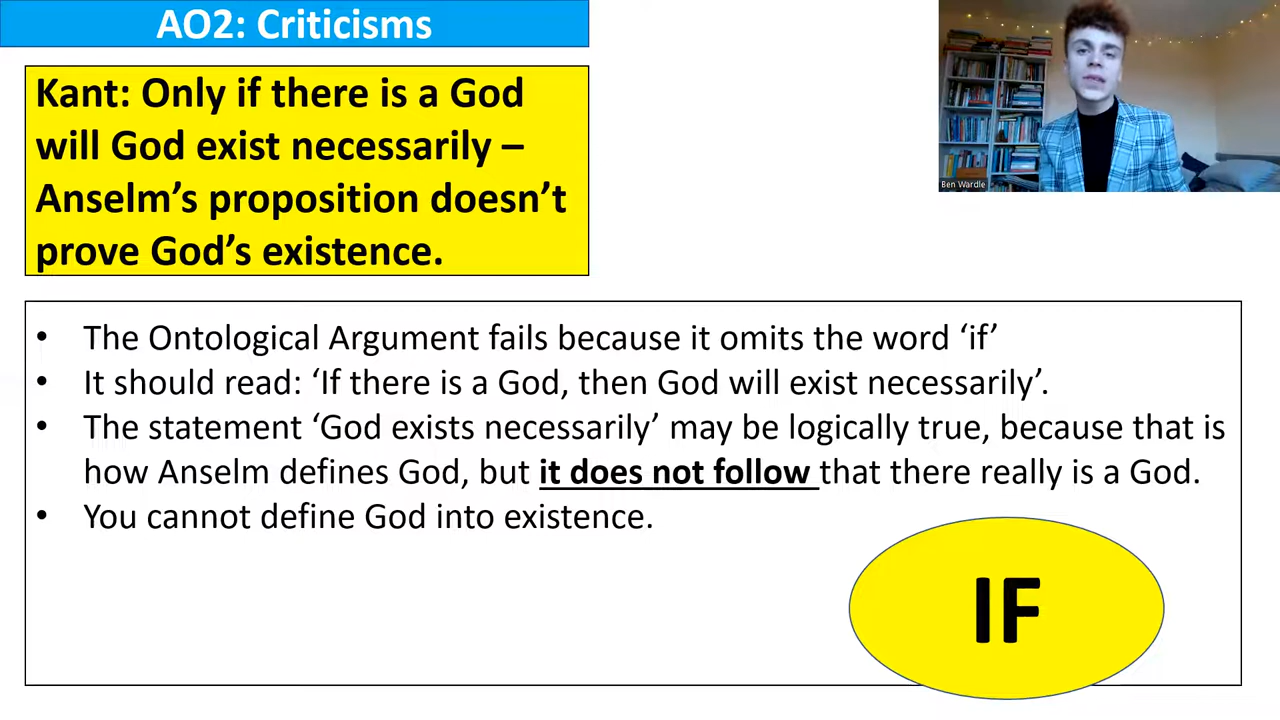 AO2: Criticisms
Kant: Only if there is a God
will God exist necessarily –
Anselm’s proposition doesn’t
prove God’s existence.
Ben Wardle
• The Ontological Argument fails because it omits the word ‘if’
• It should read: ‘If there is a God, then God will exist necessarily’.
• The statement ‘God exists necessarily’ may be logically true, because that is
how Anselm defines God, but it does not follow that there really is a God.
• You cannot define God into existence.
IF